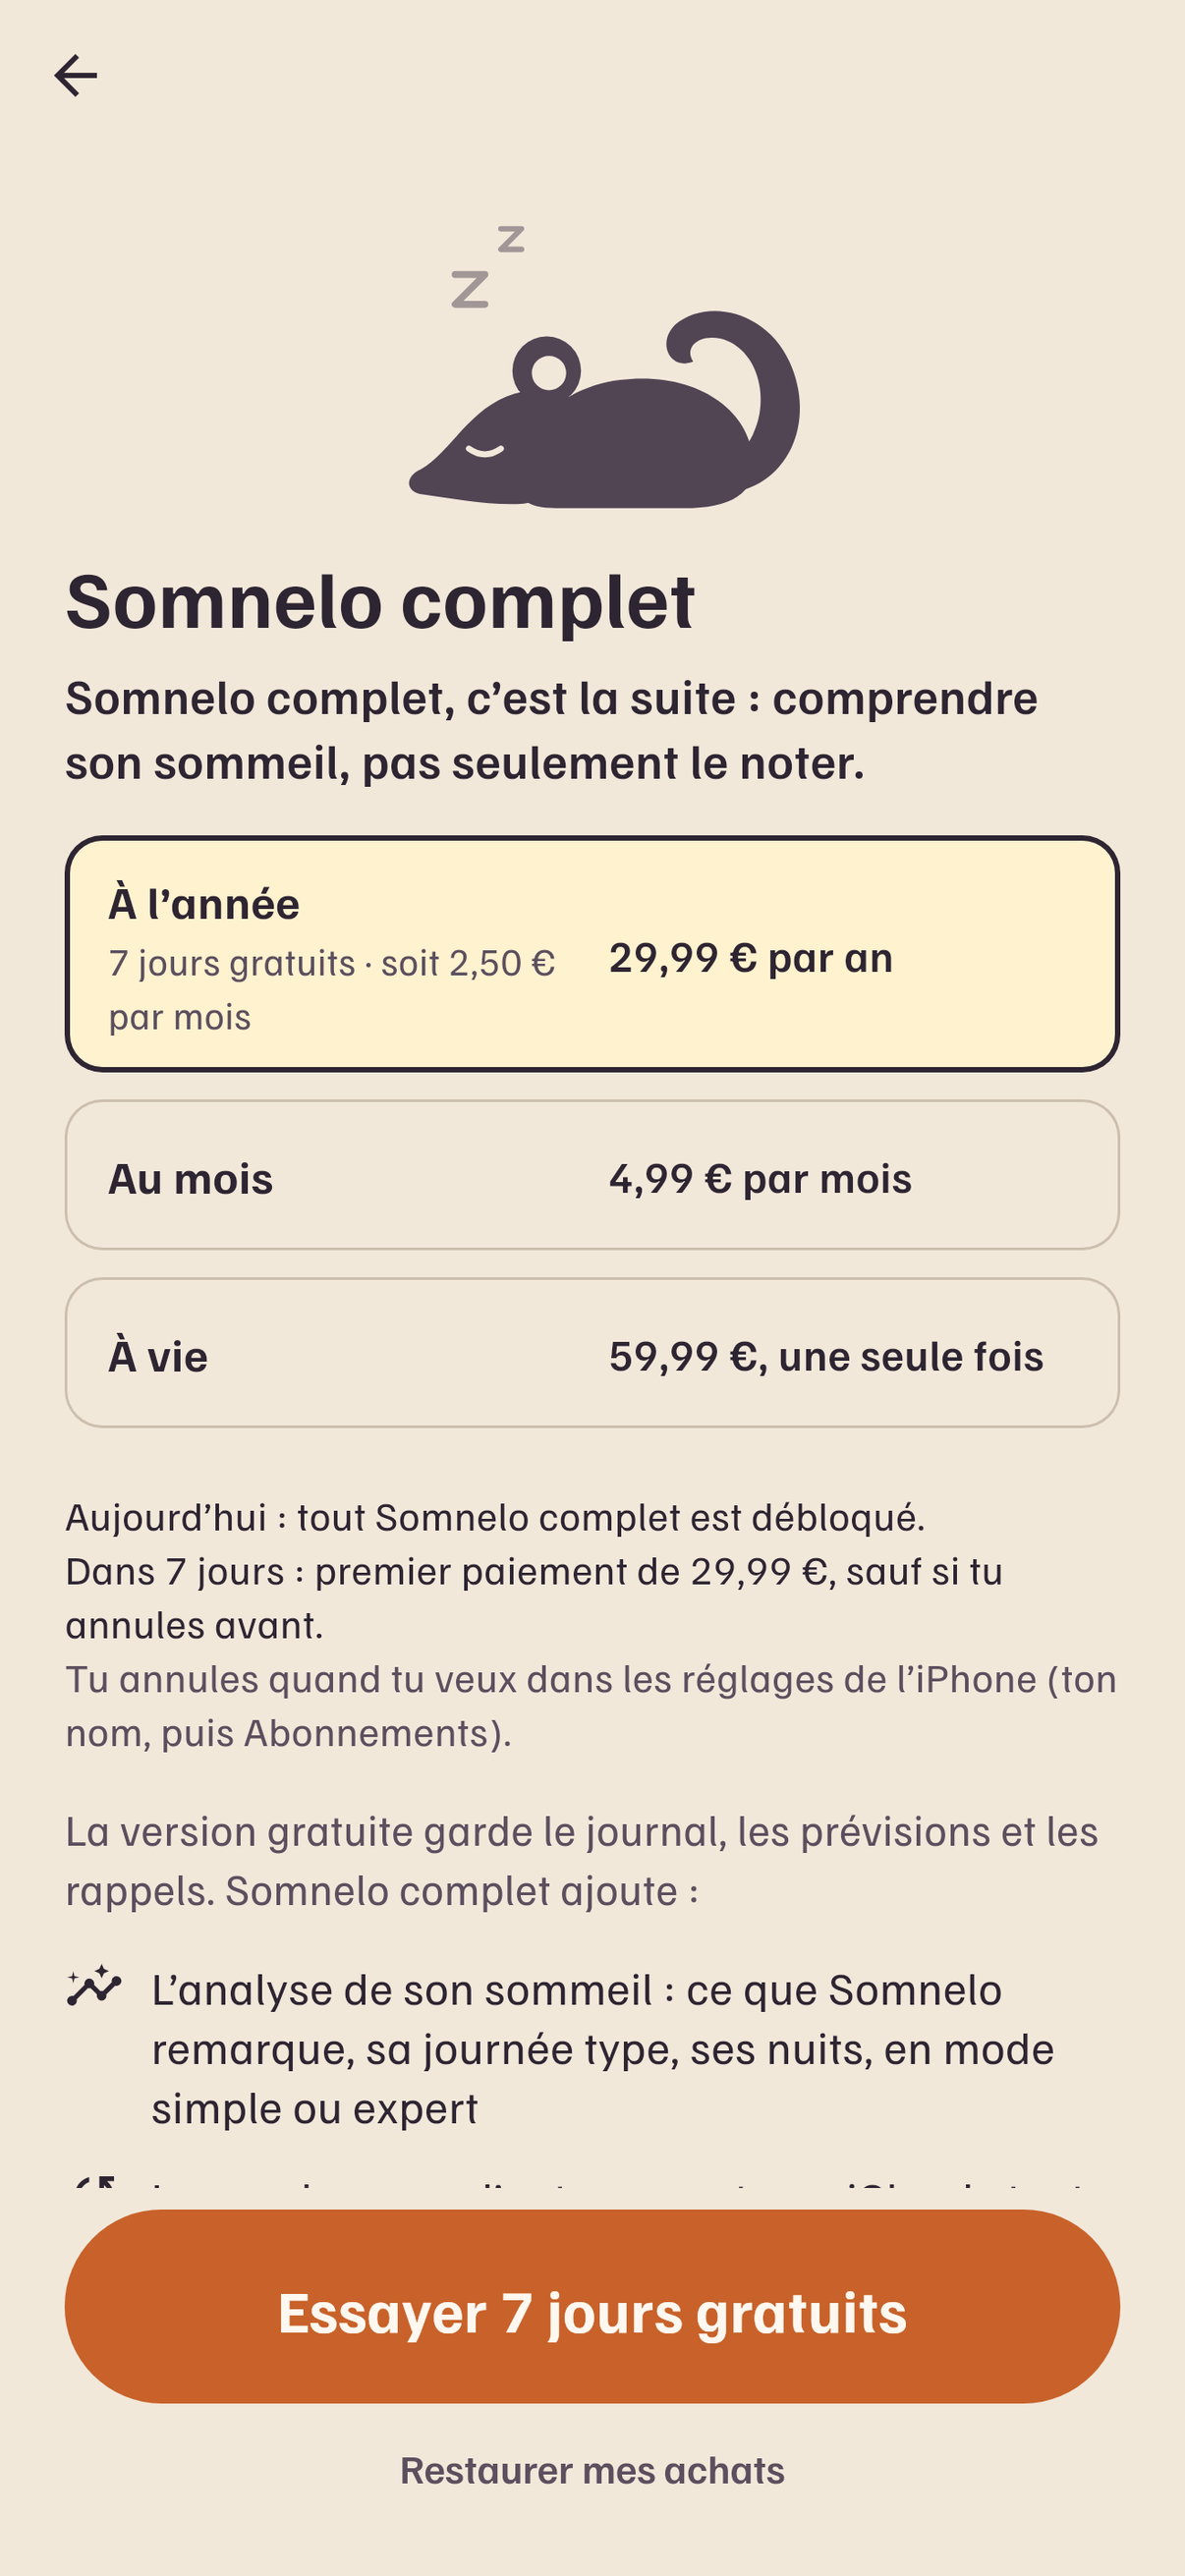 z
z
Somnelo complet
Somnelo complet, c’est la suite : comprendre
son sommeil, pas seulement le noter.
À l’année
7 jours gratuits · soit 2,50 €
par mois
29,99 € par an
Au mois
4,99 € par mois
À vie
59,99 €, une seule fois
Aujourd’hui : tout Somnelo complet est débloqué.
Dans 7 jours : premier paiement de 29,99 €, sauf si tu
annules avant.
Tu annules quand tu veux dans les réglages de l’iPhone (ton
nom, puis Abonnements).
La version gratuite garde le journal, les prévisions et les
rappels. Somnelo complet ajoute :
L’analyse de son sommeil : ce que Somnelo
remarque, sa journée type, ses nuits, en mode
simple ou expert
Essayer 7 jours gratuits
Restaurer mes achats